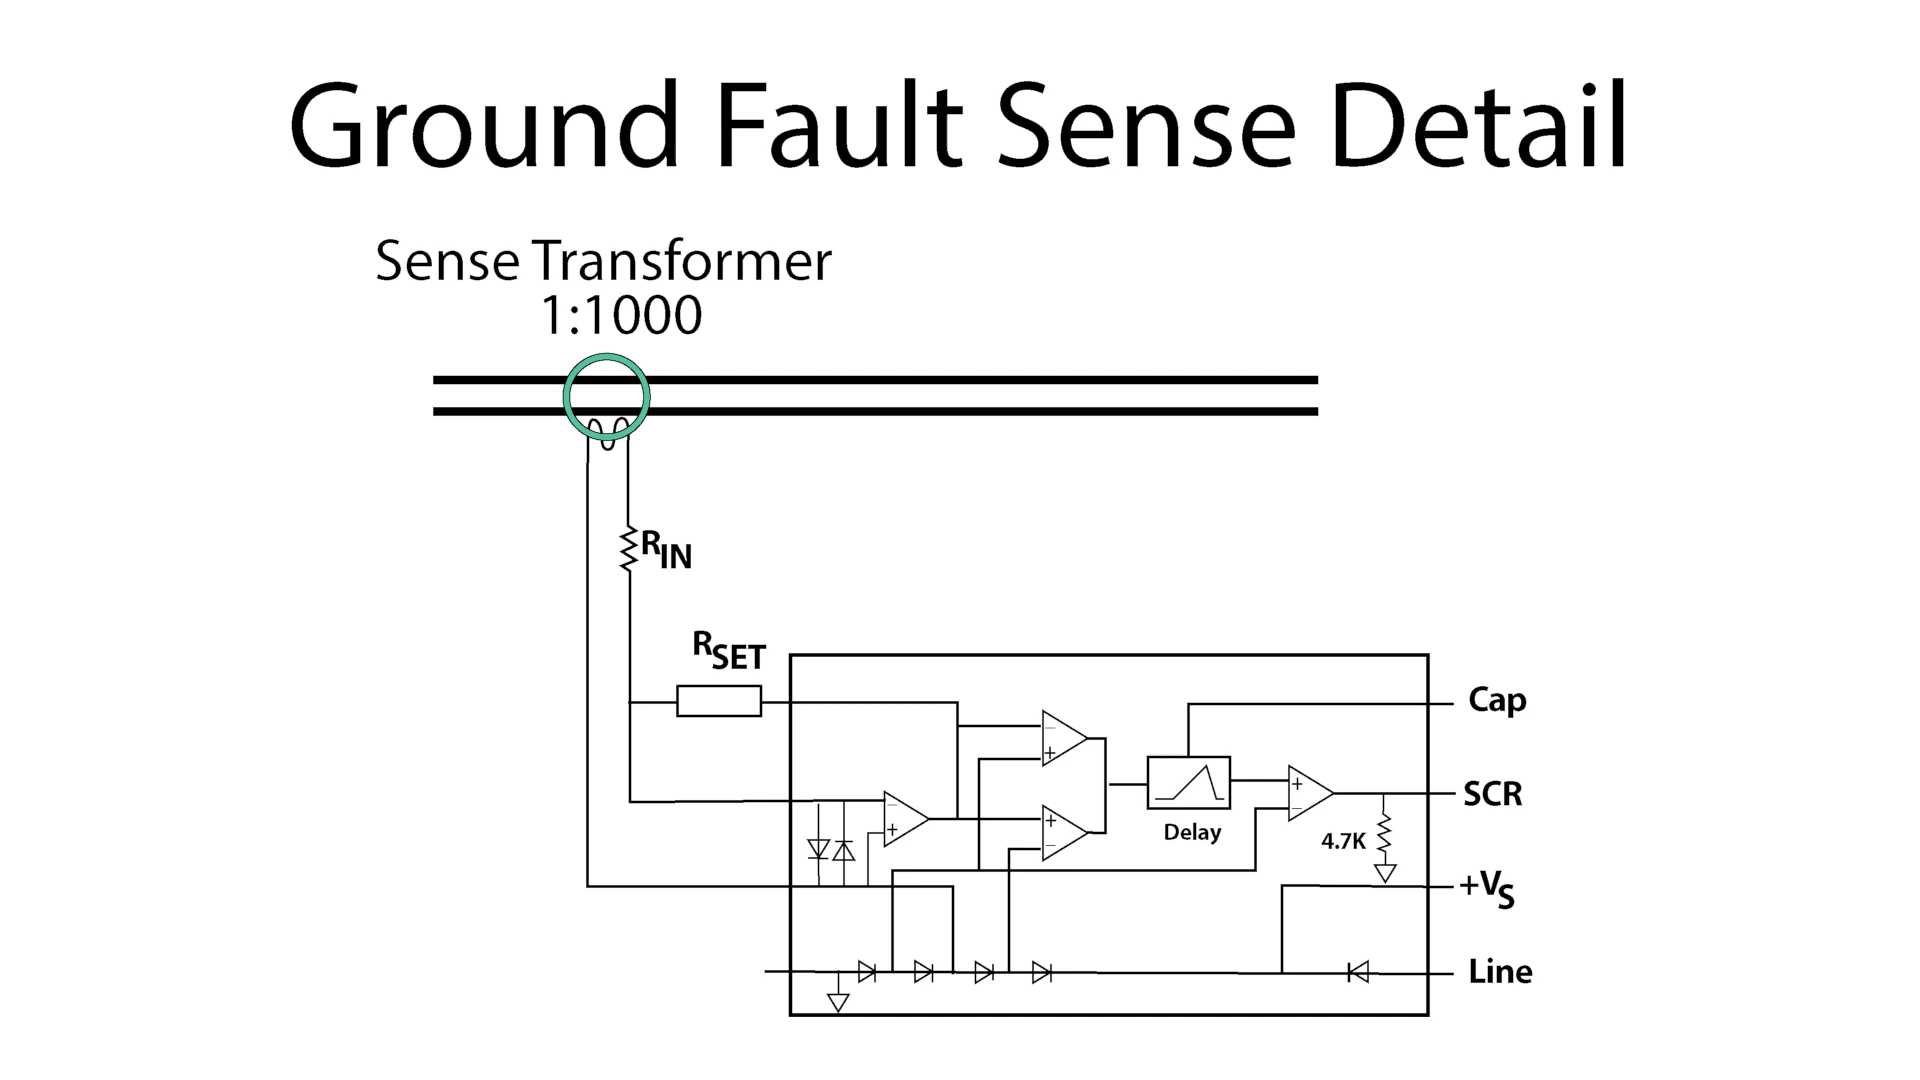 Ground Fault Sense Detail
Sense Transformer
1:1000
RIN
RSET
Cap
−
+
+
−
SCR
+
−
−
+
4.7K
Delay
+VS
Line